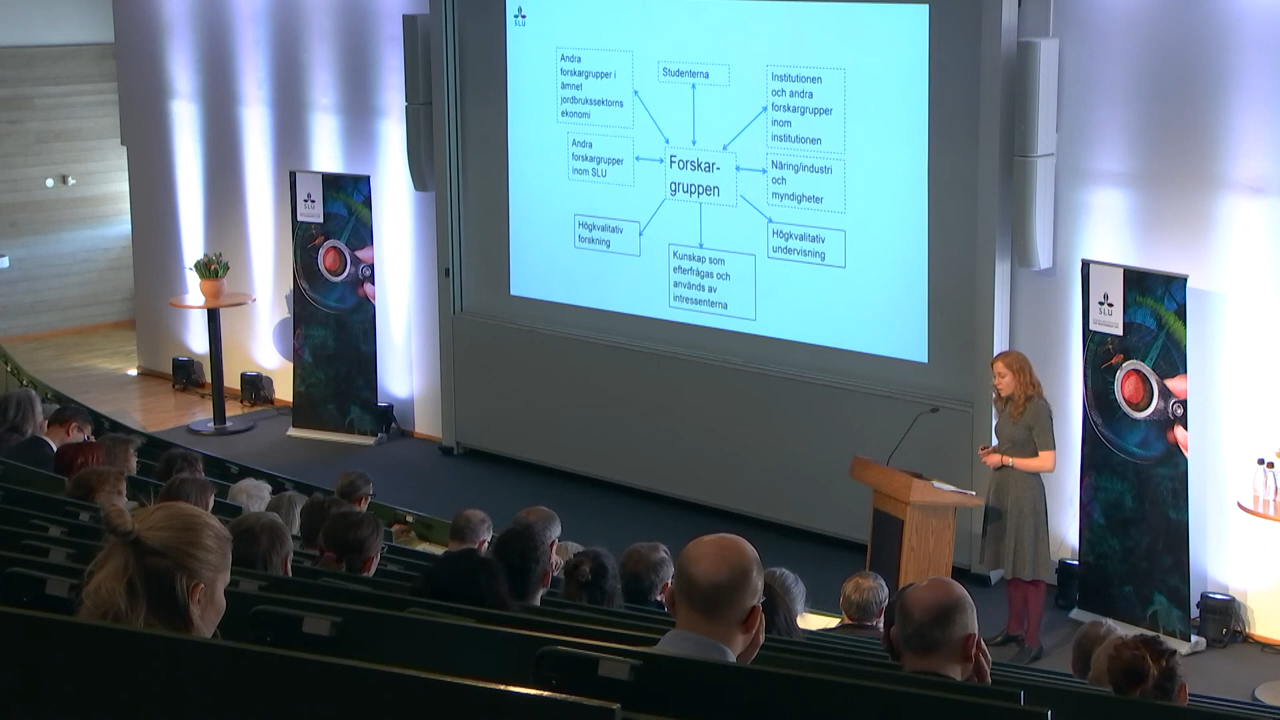 SLU
Andra
forskargrupper i
ämnet
jordbrukssektorns
ekonomi
Studenterna
Institutionen
och andra
forskargrupper
inom
institutionen
Andra
forskargrupper
inom SLU
Forskar-
gruppen
Näring/industri
och
myndigheter
Högkvalitativ
forskning
Kunskap som
efterfrågas och
används av
intressenterna
Högkvalitativ
undervisning
SLU
SLU